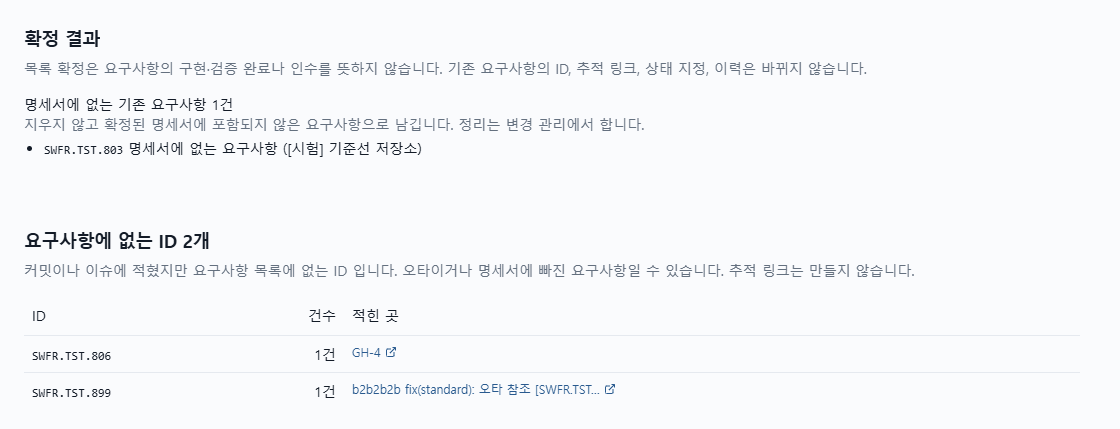 확정 결과
목록 확정은 요구사항의 구현·검증 완료나 인수를 뜻하지 않습니다. 기존 요구사항의 ID, 추적 링크, 상태 지정, 이력은 바뀌지 않습니다.
명세서에 없는 기존 요구사항 1건
지우지 않고 확정된 명세서에 포함되지 않은 요구사항으로 남깁니다. 정리는 변경 관리에서 합니다.
• SWFR.TST.803 명세서에 없는 요구사항 ([시험] 기준선 저장소)
요구사항에 없는 ID 2개
커밋이나 이슈에 적혔지만 요구사항 목록에 없는 ID 입니다. 오타이거나 명세서에 빠진 요구사항일 수 있습니다. 추적 링크는 만들지 않습니다.
ID 건수 적힌 곳
SWFR.TST.806 1건 GH-4
SWFR.TST.899 1건 b2b2b2b fix(standard): 오타 참조 [SWFR.TST...